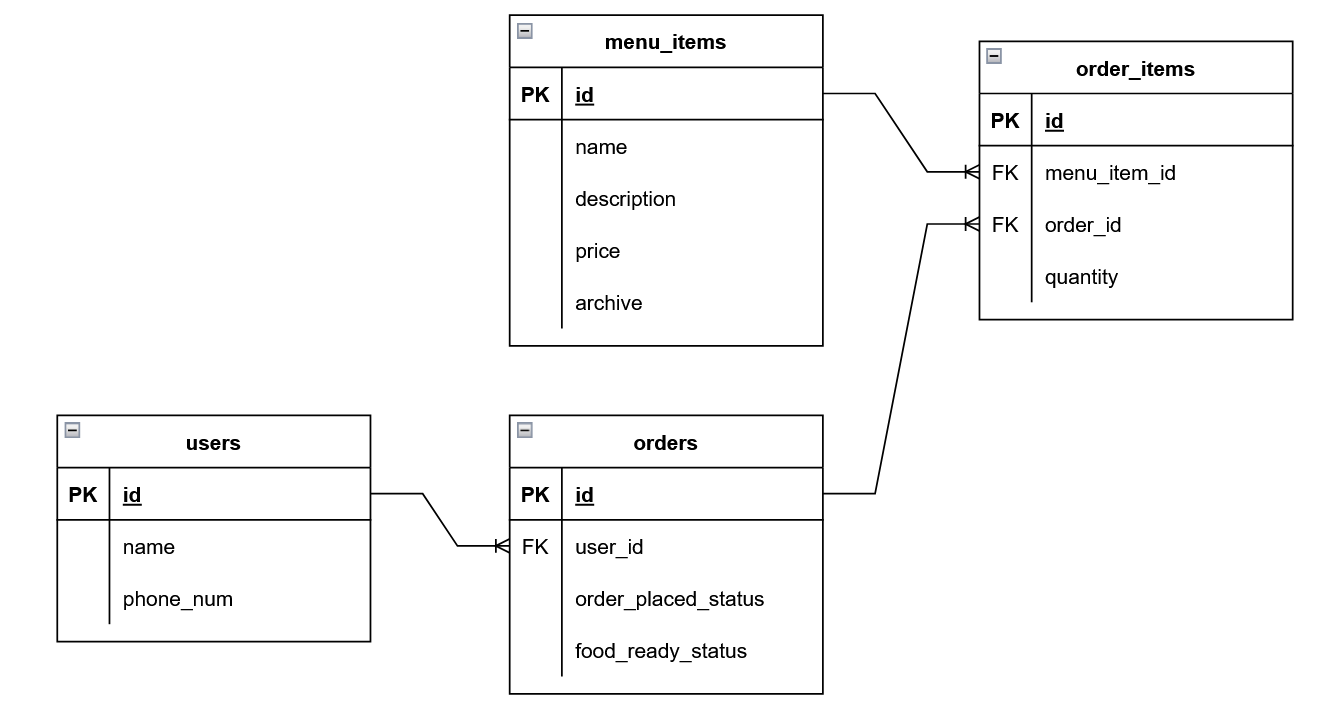 menu_items
PK id
name
description
price
archive
order_items
PK id
FK menu_item_id
FK order_id
quantity
users
PK id
name
phone_num
orders
PK id
FK user_id
order_placed_status
food_ready_status